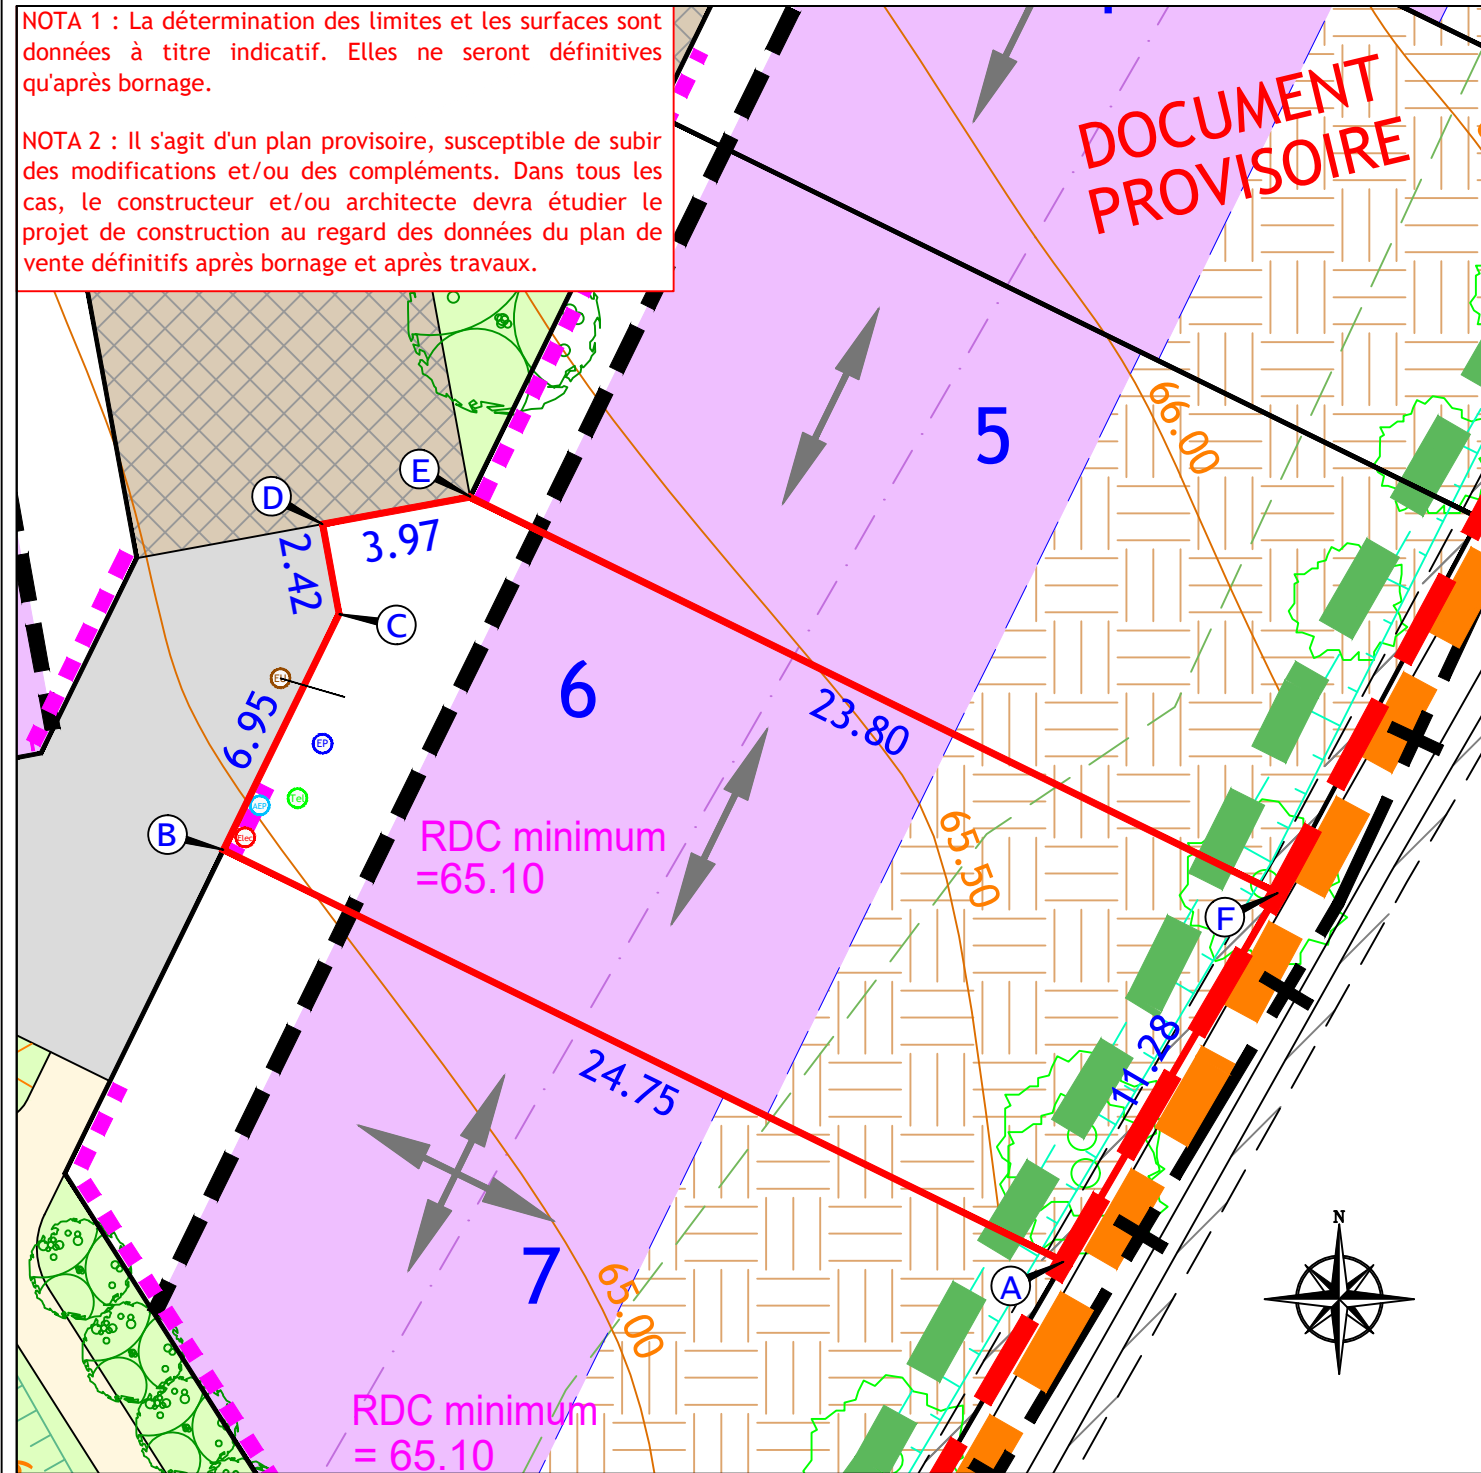 NOTA 1 : La détermination des limites et les surfaces sont
données à titre indicatif. Elles ne seront définitives
qu'après bornage.
NOTA 2 : Il s'agit d'un plan provisoire, susceptible de subir
des modifications et/ou des compléments. Dans tous les
cas, le constructeur et/ou architecte devra étudier le
projet de construction au regard des données du plan de
vente définitifs après bornage et après travaux.
DOCUMENT
PROVISOIRE
5
66.00
E
D
3.97
2.42
C
EU
6
23.80
6.95
EP
Tel
AEP
Elec
B
RDC minimum
=65.10
65.50
F
11.28
24.75
A
N
7
65.00
RDC minimum
= 65.10